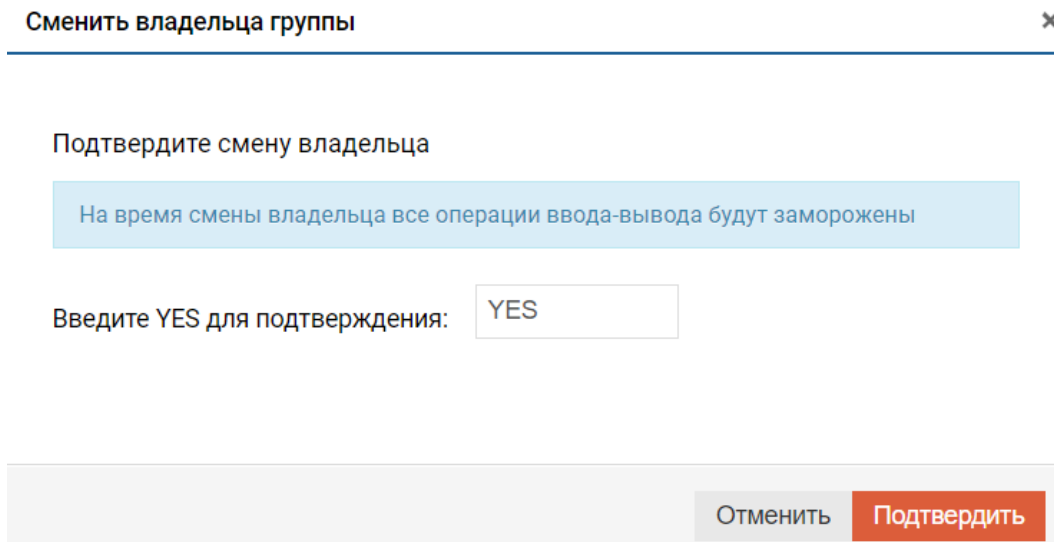 Сменить владельца группы
Подтвердите смену владельца
На время смены владельца все операции ввода-вывода будут заморожены
Введите YES для подтверждения: YES
Отменить Подтвердить